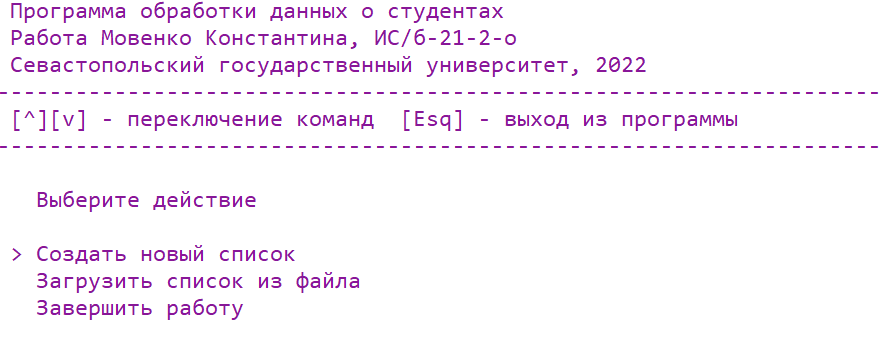 Программа обработки данных о студентах
Работа Мовенко Константина, ИС/б-21-2-о
Севастопольский государственный университет, 2022
--------------------------------------------------------------------
[^][v] - переключение команд  [Esq] - выход из программы
--------------------------------------------------------------------
Выберите действие
> Создать новый список
Загрузить список из файла
Завершить работу